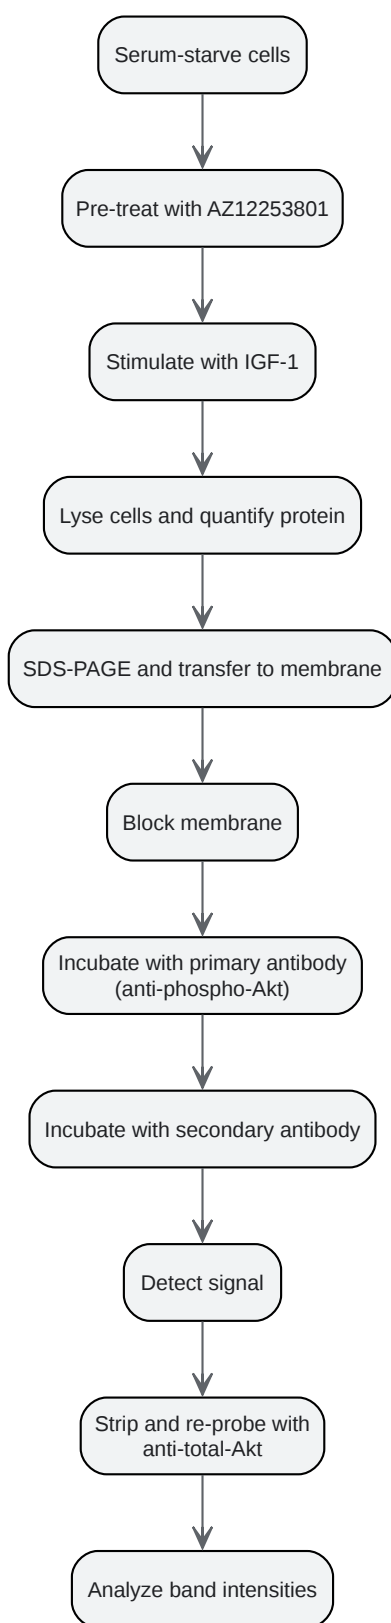 Serum-starve cells
Pre-treat with AZ12253801
Stimulate with IGF-1
Lyse cells and quantify protein
SDS-PAGE and transfer to membrane
Block membrane
Incubate with primary antibody
(anti-phospho-Akt)
Incubate with secondary antibody
Detect signal
Strip and re-probe with
anti-total-Akt
Analyze band intensities